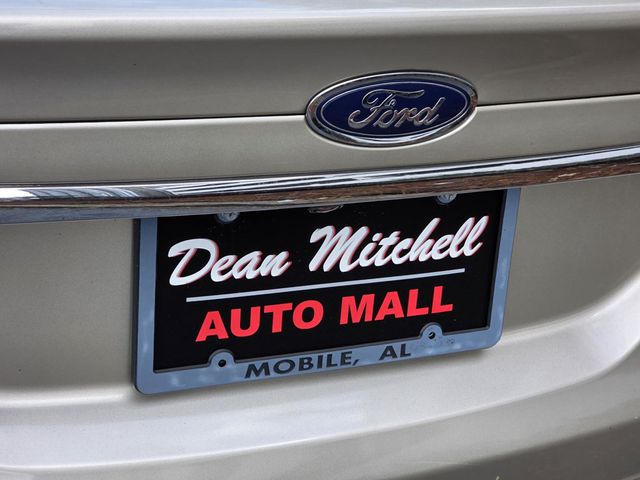 Ford
Dean Mitchell
AUTO MALL
MOBILE, AL